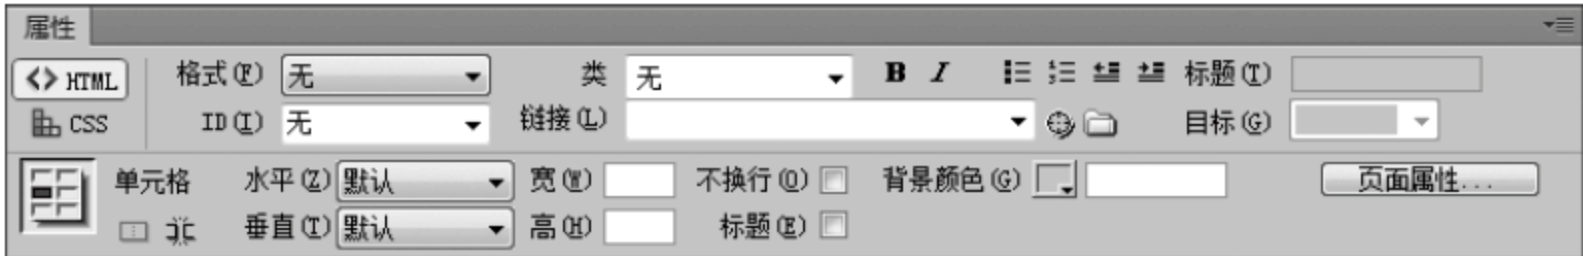 属性
HTML 格式(F) 无 类 无 B I 标题(T)
CSS ID(I) 无 链接(L) 目标(G)
单元格 水平(Z) 默认 宽(W) 不换行(O) 背景颜色(G) 页面属性...
垂直(T) 默认 高(H) 标题(E)